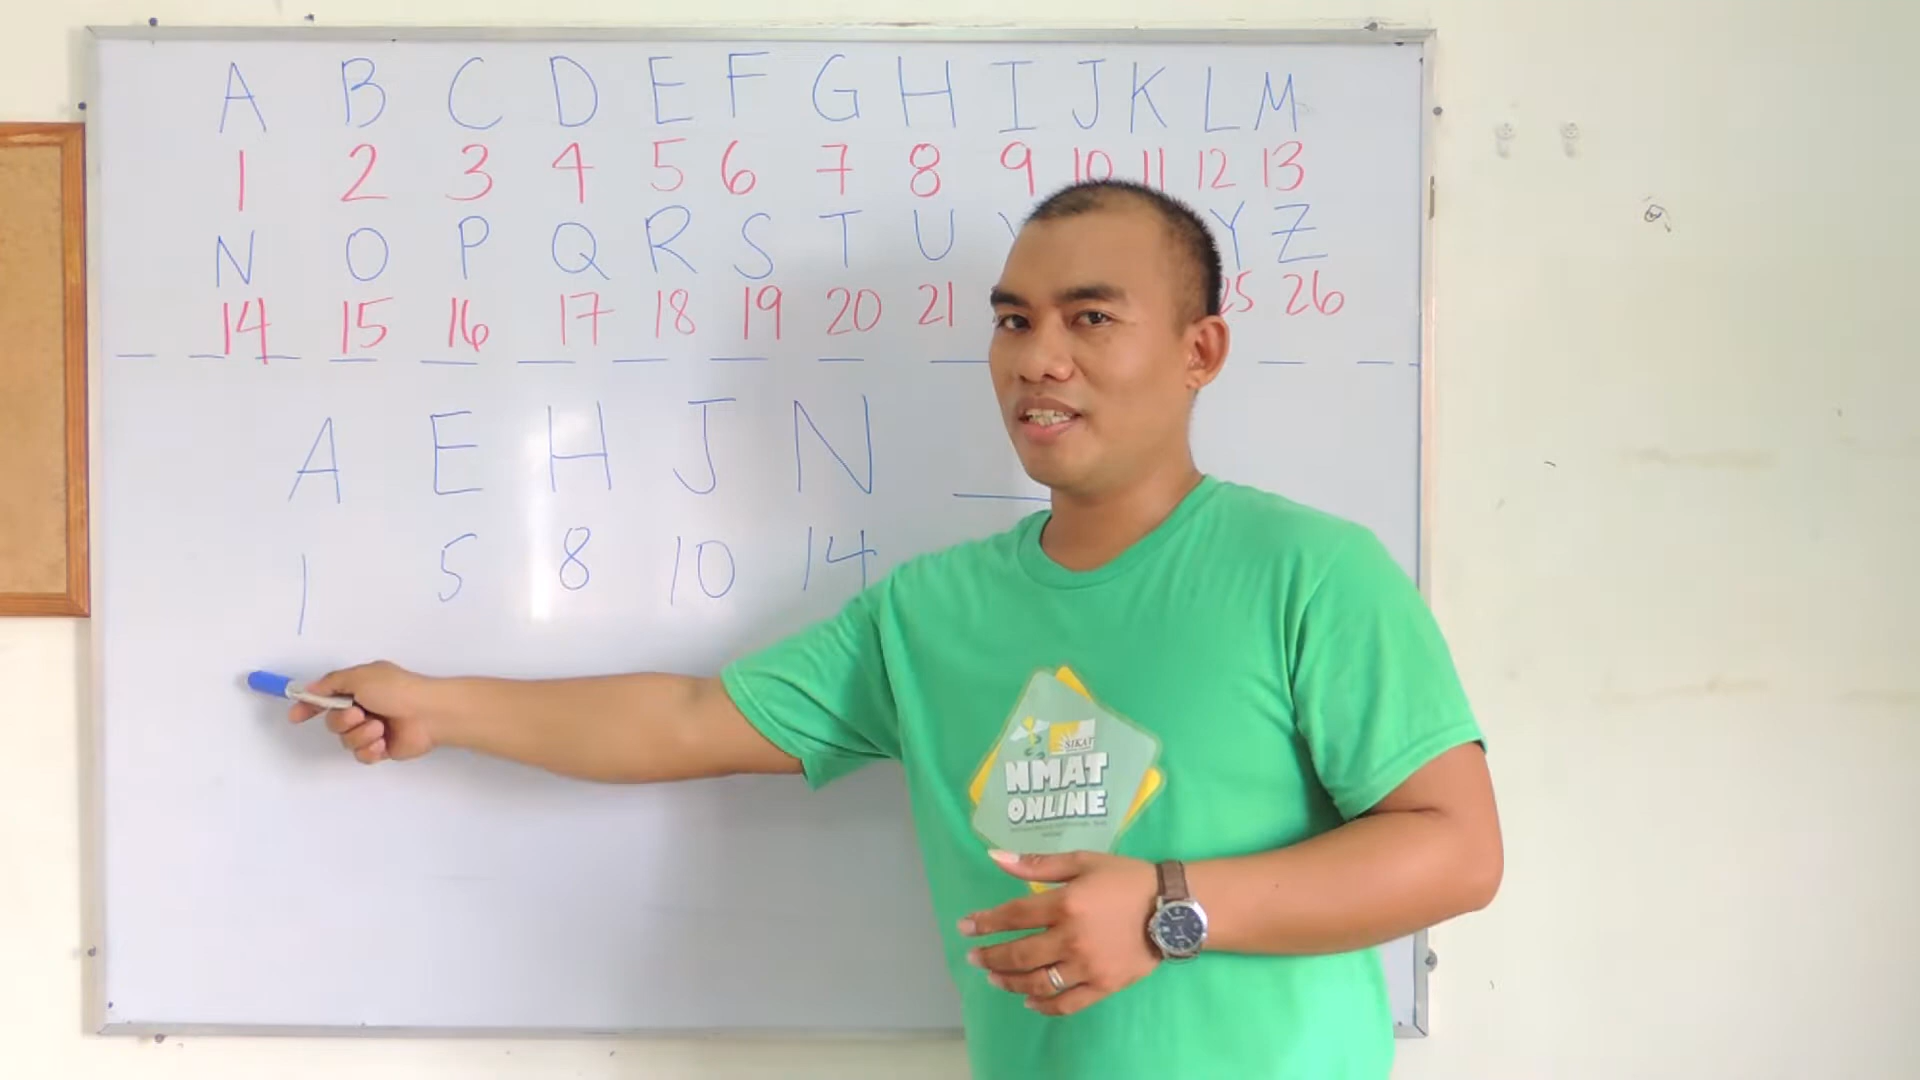 A B C D E F G H I J K L M
1 2 3 4 5 6 7 8 9 10 11 12 13
N O P Q R S T U Y Z
14 15 16 17 18 19 20 21 25 26
A E H J N
1 5 8 10 14
SIKAT
NMAT
ONLINE